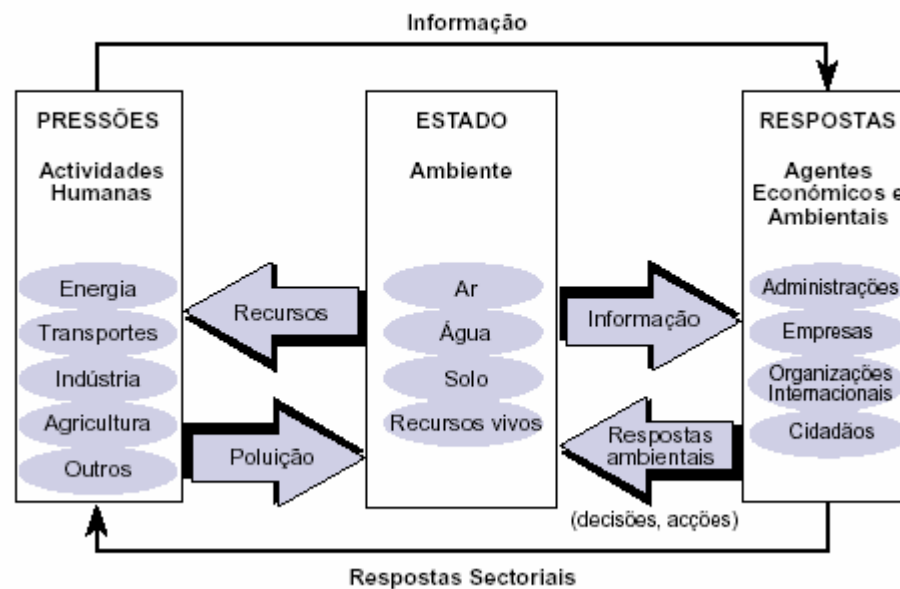 Informação
PRESSÕES
Actividades
Humanas
Energia
Transportes
Indústria
Agricultura
Outros
Recursos
Poluição
ESTADO
Ambiente
Ar
Água
Solo
Recursos vivos
Informação
Respostas
ambientais
(decisões, acções)
RESPOSTAS
Agentes
Económicos e
Ambientais
Administrações
Empresas
Organizações
Internacionais
Cidadãos
Respostas Sectoriais